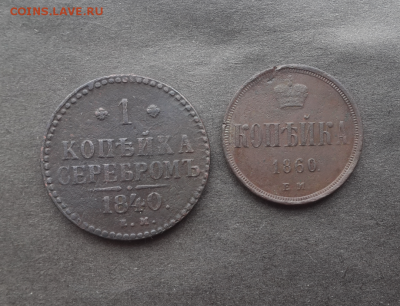 COINS.LAVE.RU
1
КОПѢЙКА
СЕРЕБРОМЪ
1840.
Е.М.
КОПѢЙКА
1860
Е.М.